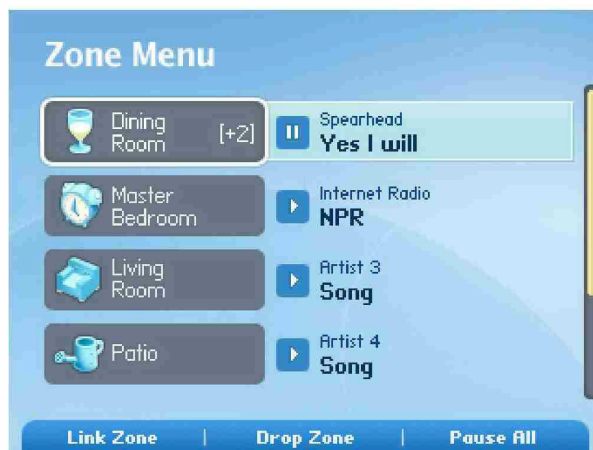 Zone Menu
Dining
Room
[+2]
Spearhead
Yes I will
Master
Bedroom
Internet Radio
NPR
Living
Room
Artist 3
Song
Patio
Artist 4
Song
Link Zone | Drop Zone | Pause All